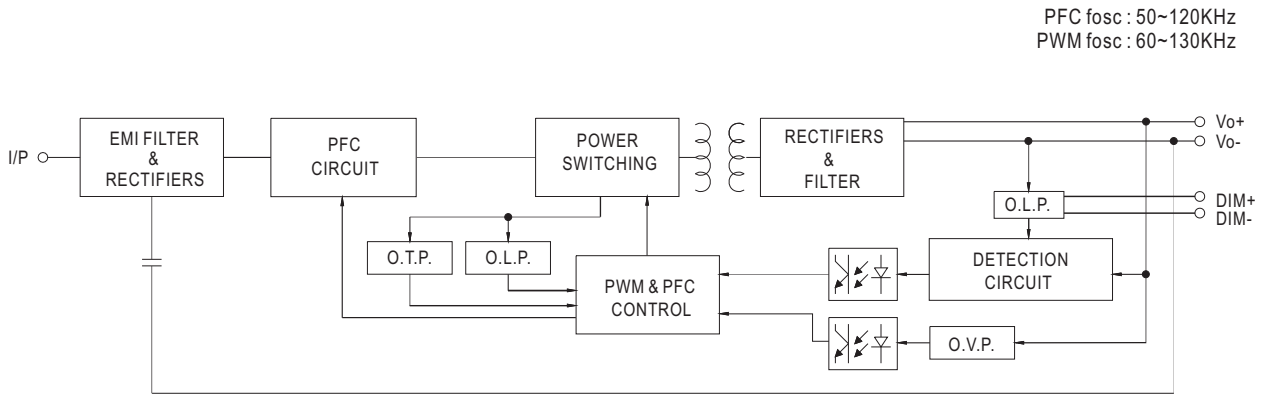 PFC fosc : 50~120KHz
PWM fosc : 60~130KHz
I/P
EMI FILTER
&
RECTIFIERS
PFC
CIRCUIT
POWER
SWITCHING
RECTIFIERS
&
FILTER
Vo+
Vo-
DIM+
DIM-
O.L.P.
O.T.P.
O.L.P.
PWM & PFC
CONTROL
DETECTION
CIRCUIT
O.V.P.